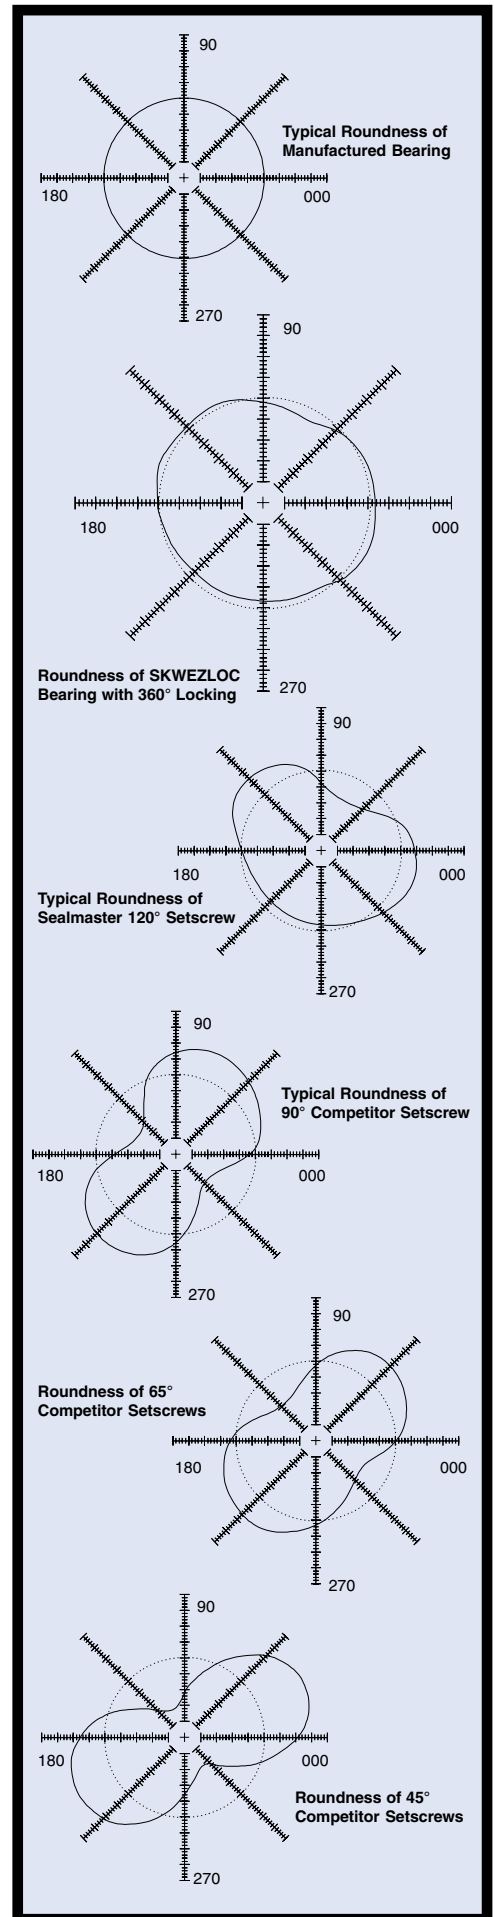 90
Typical Roundness of
Manufactured Bearing
180
000
270
90
180
000
Roundness of SKWEZLOC
Bearing with 360° Locking
270
90
180
000
Typical Roundness of
Sealmaster 120° Setscrew
270
90
Typical Roundness of
90° Competitor Setscrew
180
000
270
90
Roundness of 65°
Competitor Setscrews
180
000
270
90
180
000
Roundness of 45°
Competitor Setscrews
270